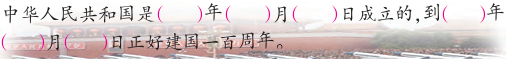 中华人民共和国是(　　)年(　　)月(　　)日成立的,到(　　)年
(　　)月(　　)日正好建国一百周年。